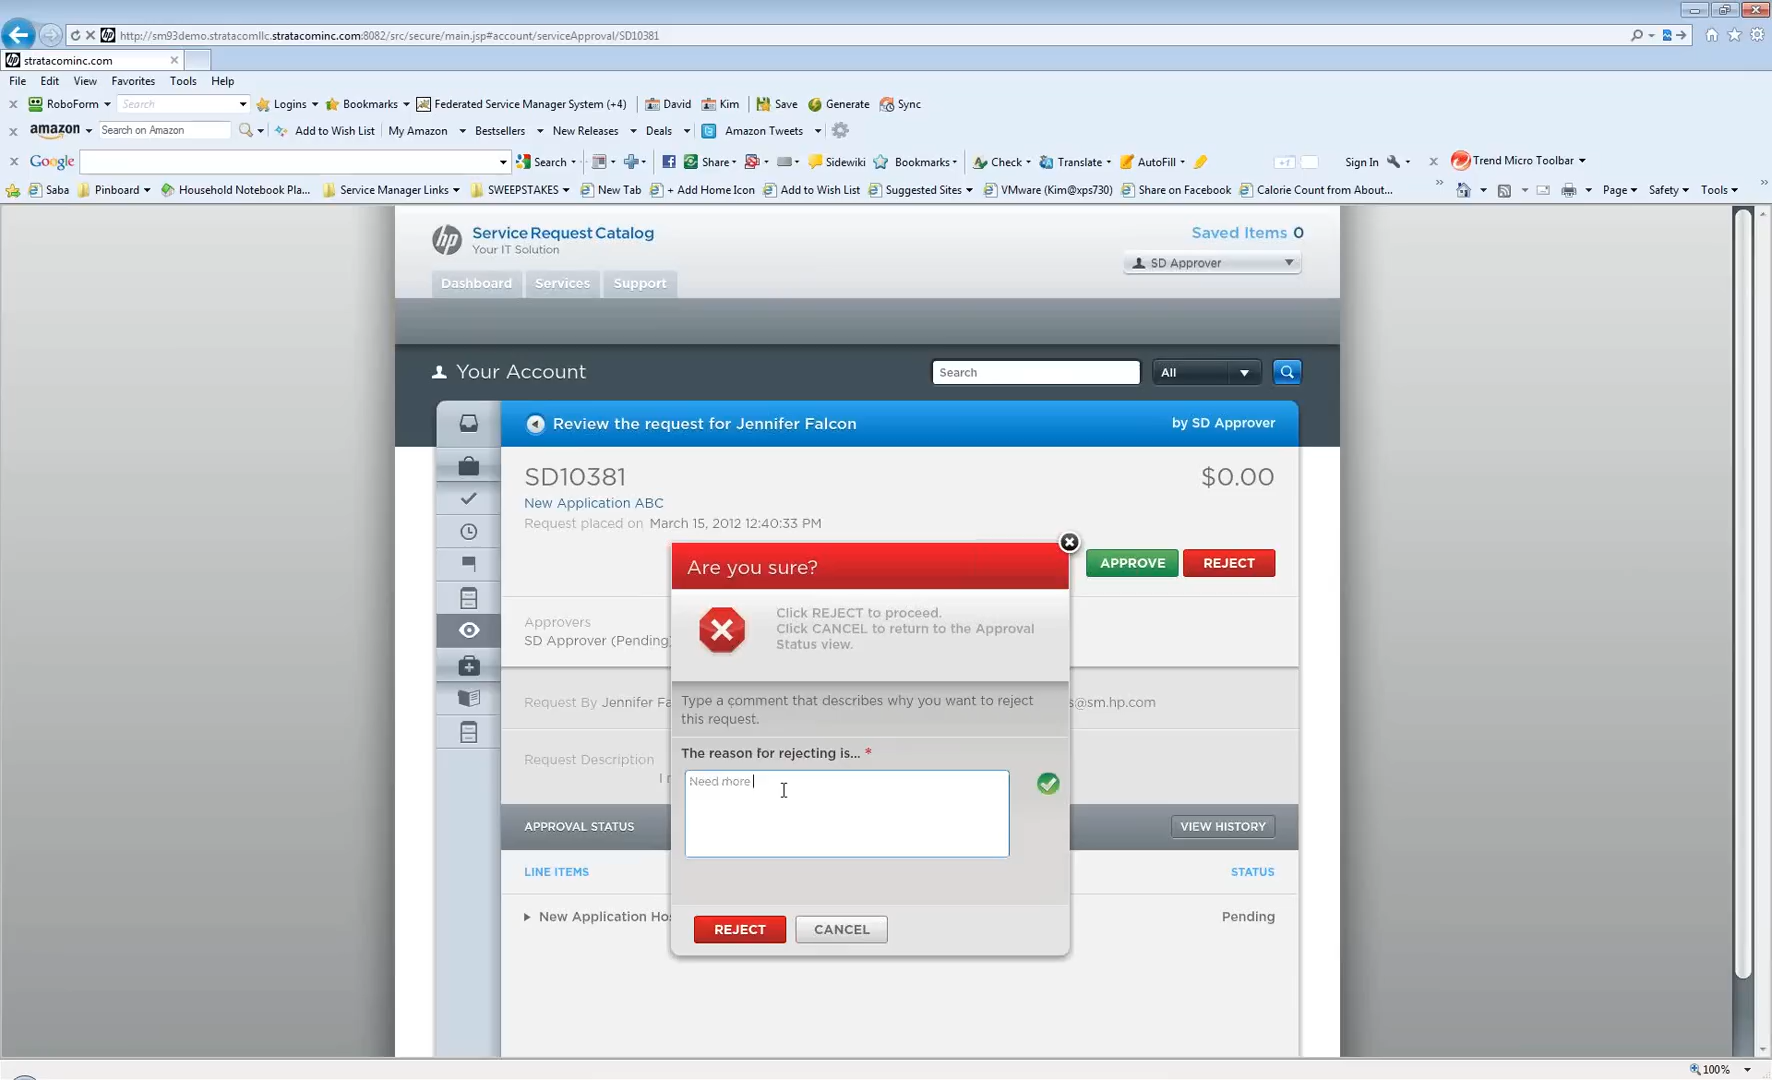 http://sm93demo.stratacomllc.stratacominc.com:8082/src/secure/main.jsp#account/serviceApproval/SD10381
stratacominc.com
File Edit View Favorites Tools Help
RoboForm Search Logins Bookmarks Federated Service Manager System (+4) David Kim Save Generate Sync
amazon Search on Amazon Add to Wish List My Amazon Bestsellers New Releases Deals Amazon Tweets
Google Search Share Sidewiki Bookmarks Check Translate AutoFill +1 Sign In Trend Micro Toolbar
Saba Pinboard Household Notebook Pla... Service Manager Links SWEEPSTAKES New Tab + Add Home Icon Add to Wish List Suggested Sites VMware (Kim@xps730) Share on Facebook Calorie Count from About... Page Safety Tools
hp Service Request Catalog
Your IT Solution
Saved Items 0
SD Approver
Dashboard Services Support
Your Account
Search All
Review the request for Jennifer Falcon by SD Approver
SD10381 $0.00
New Application ABC
Request placed on March 15, 2012 12:40:33 PM
APPROVE REJECT
Are you sure?
Click REJECT to proceed.
Click CANCEL to return to the Approval
Status view.
Approvers
SD Approver (Pending)
Request By Jennifer Fa s@sm.hp.com
Type a comment that describes why you want to reject
this request.
The reason for rejecting is... *
Need more
Request Description
APPROVAL STATUS VIEW HISTORY
LINE ITEMS STATUS
New Application Hos Pending
REJECT CANCEL
100%